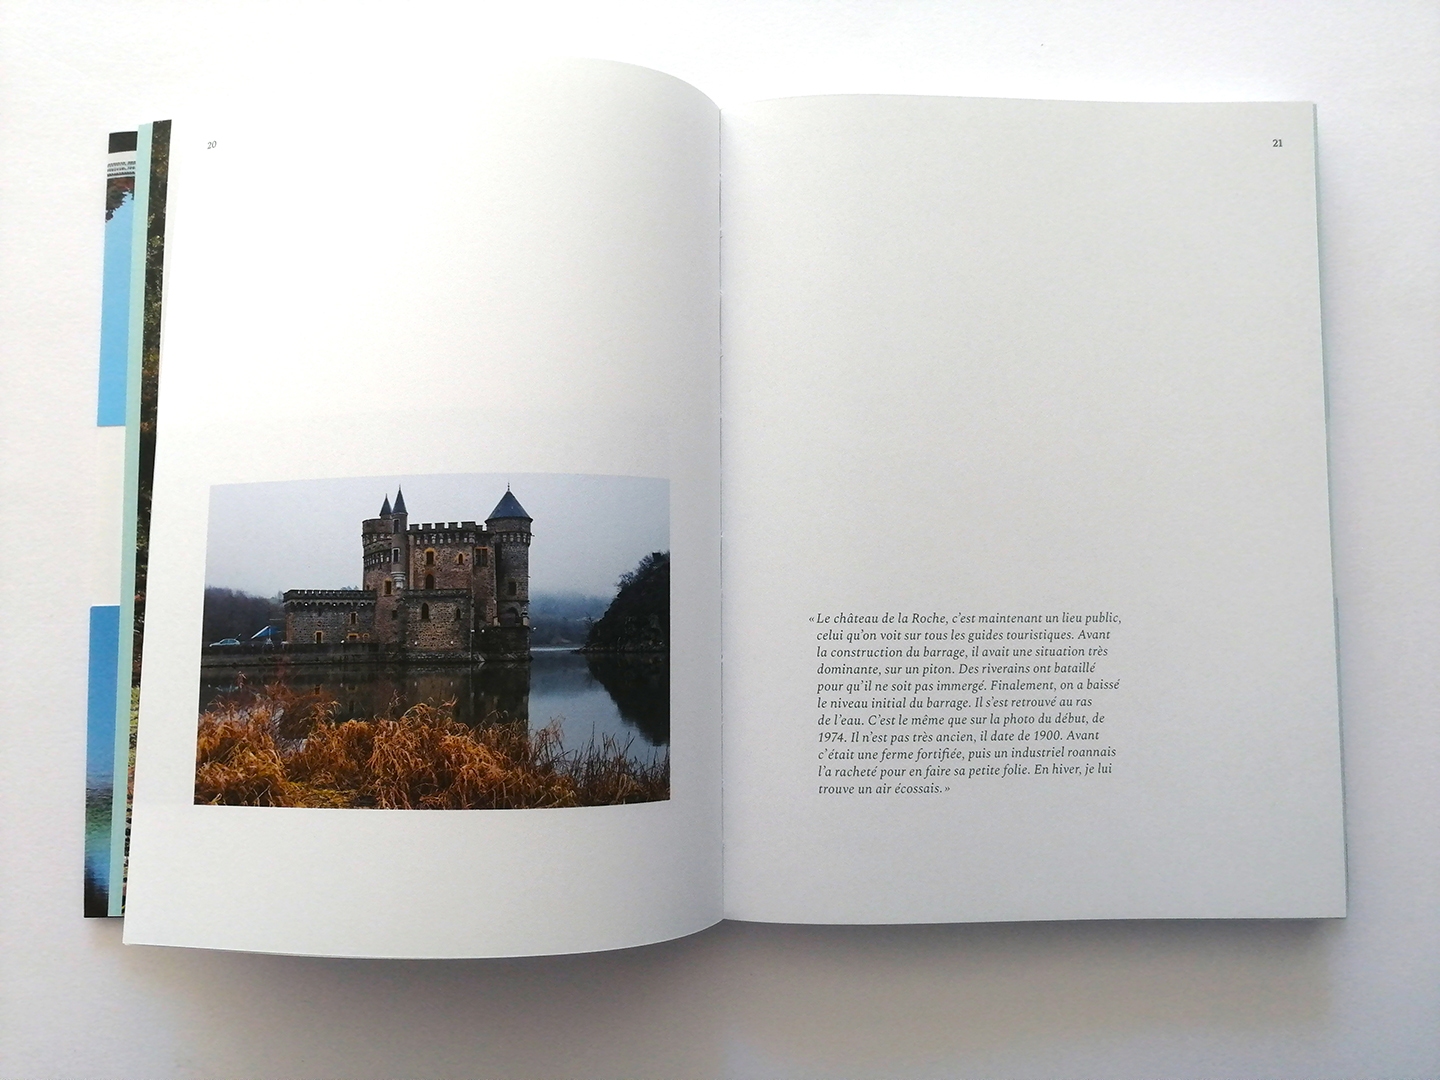 20
21
« Le château de la Roche, c’est maintenant un lieu public,
celui qu’on voit sur tous les guides touristiques. Avant
la construction du barrage, il avait une situation très
dominante, sur un piton. Des riverains ont bataillé
pour qu’il ne soit pas immergé. Finalement, on a baissé
le niveau initial du barrage. Il s’est retrouvé au ras
de l’eau. C’est le même que sur la photo du début, de
1974. Il n’est pas très ancien, il date de 1900. Avant
c’était une ferme fortifiée, puis un industriel roannais
l’a racheté pour en faire sa petite folie. En hiver, je lui
trouve un air écossais. »